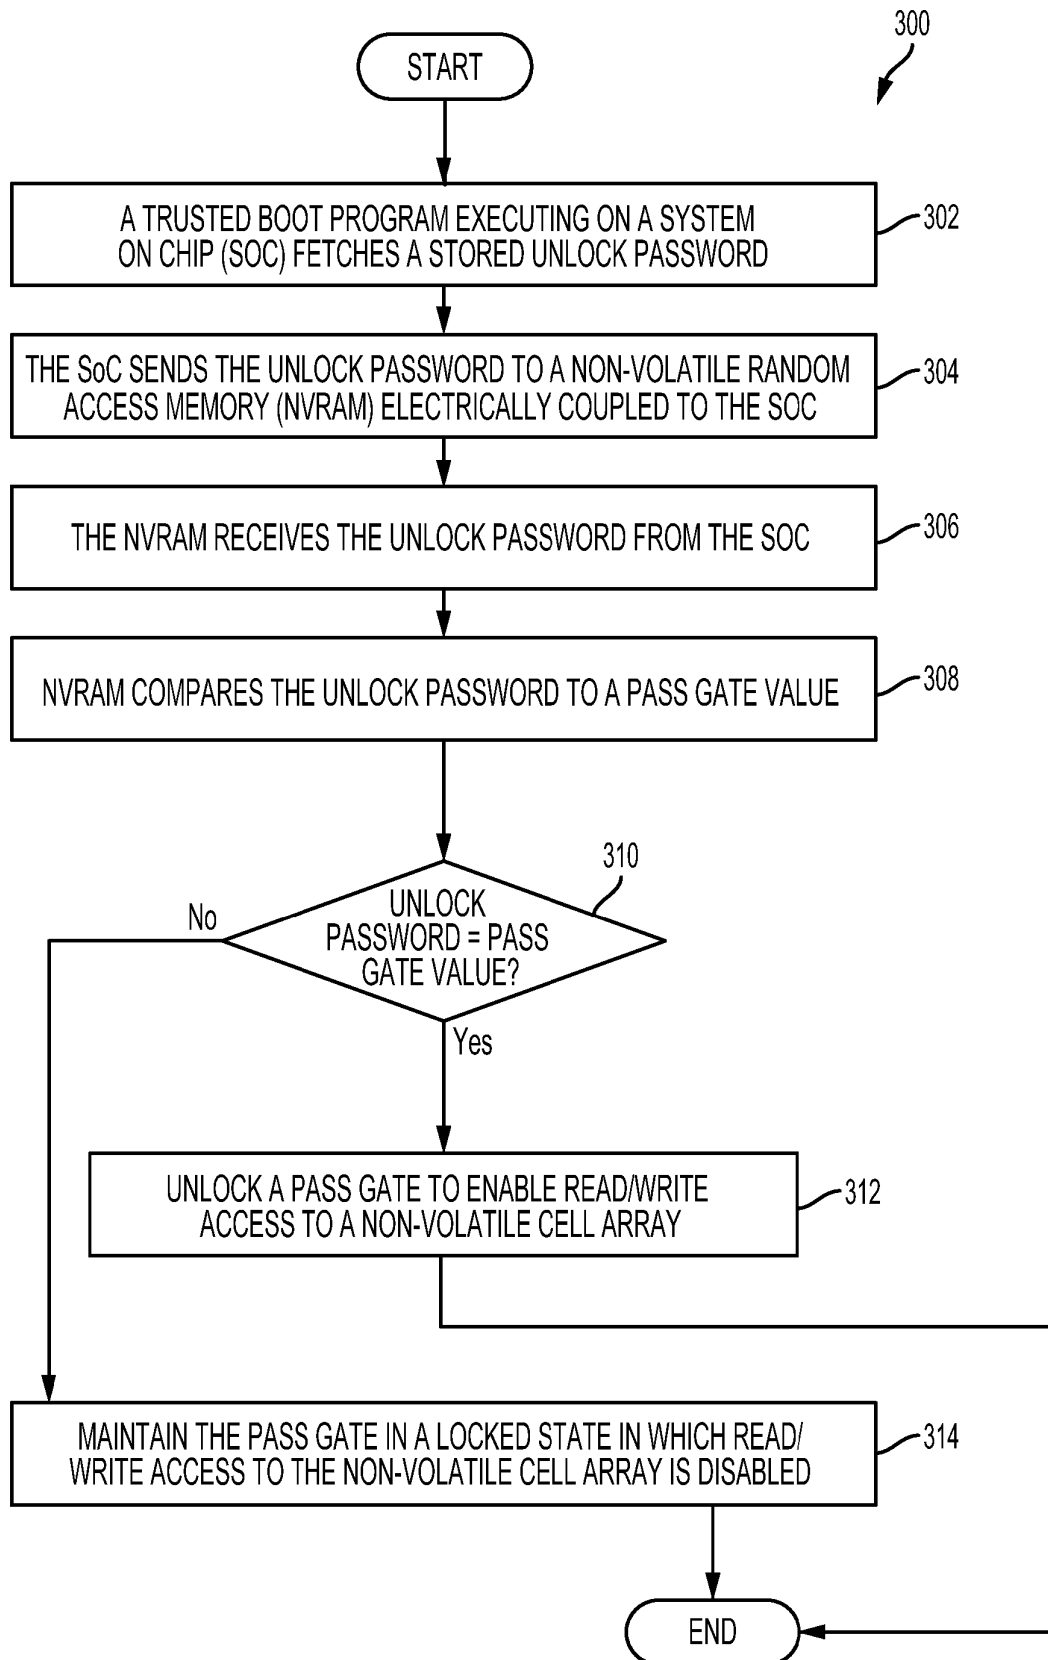 300
START
A TRUSTED BOOT PROGRAM EXECUTING ON A SYSTEM
ON CHIP (SOC) FETCHES A STORED UNLOCK PASSWORD
302
THE SoC SENDS THE UNLOCK PASSWORD TO A NON-VOLATILE RANDOM
ACCESS MEMORY (NVRAM) ELECTRICALLY COUPLED TO THE SOC
304
THE NVRAM RECEIVES THE UNLOCK PASSWORD FROM THE SOC
306
NVRAM COMPARES THE UNLOCK PASSWORD TO A PASS GATE VALUE
308
310
No
UNLOCK
PASSWORD = PASS
GATE VALUE?
Yes
UNLOCK A PASS GATE TO ENABLE READ/WRITE
ACCESS TO A NON-VOLATILE CELL ARRAY
312
MAINTAIN THE PASS GATE IN A LOCKED STATE IN WHICH READ/
WRITE ACCESS TO THE NON-VOLATILE CELL ARRAY IS DISABLED
314
END